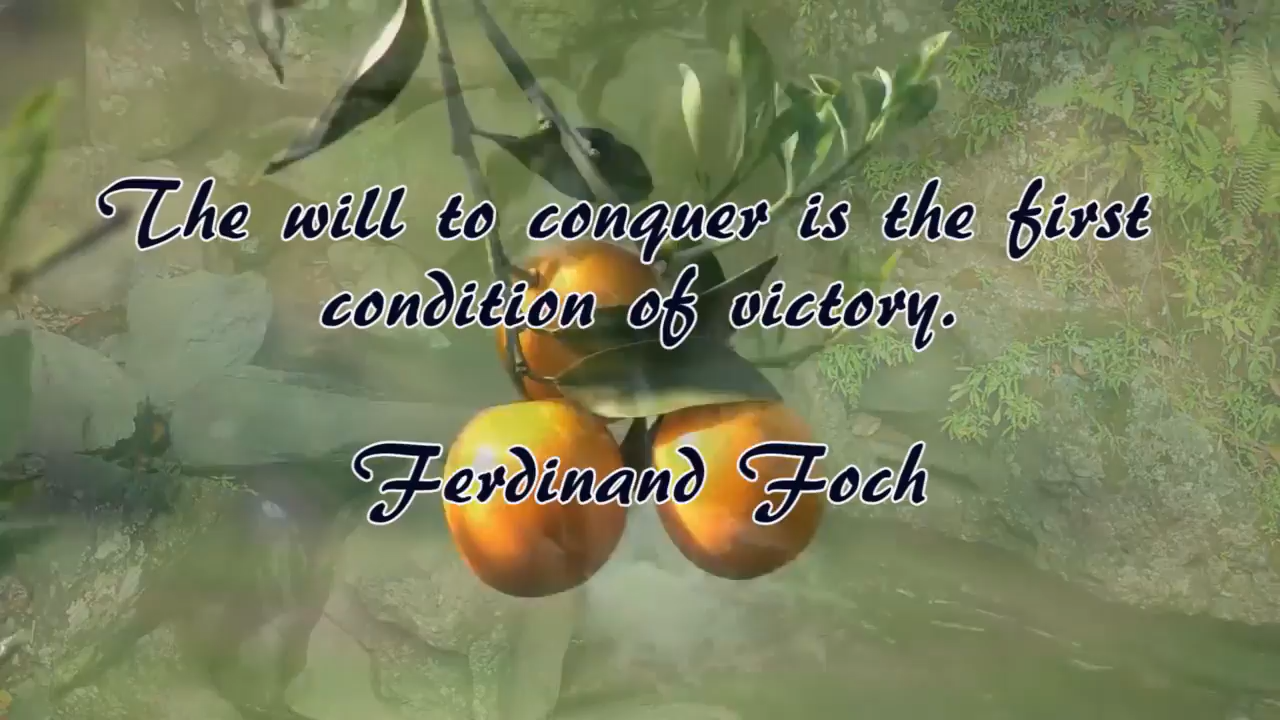 The will to conquer is the first
condition of victory.
Ferdinand Foch